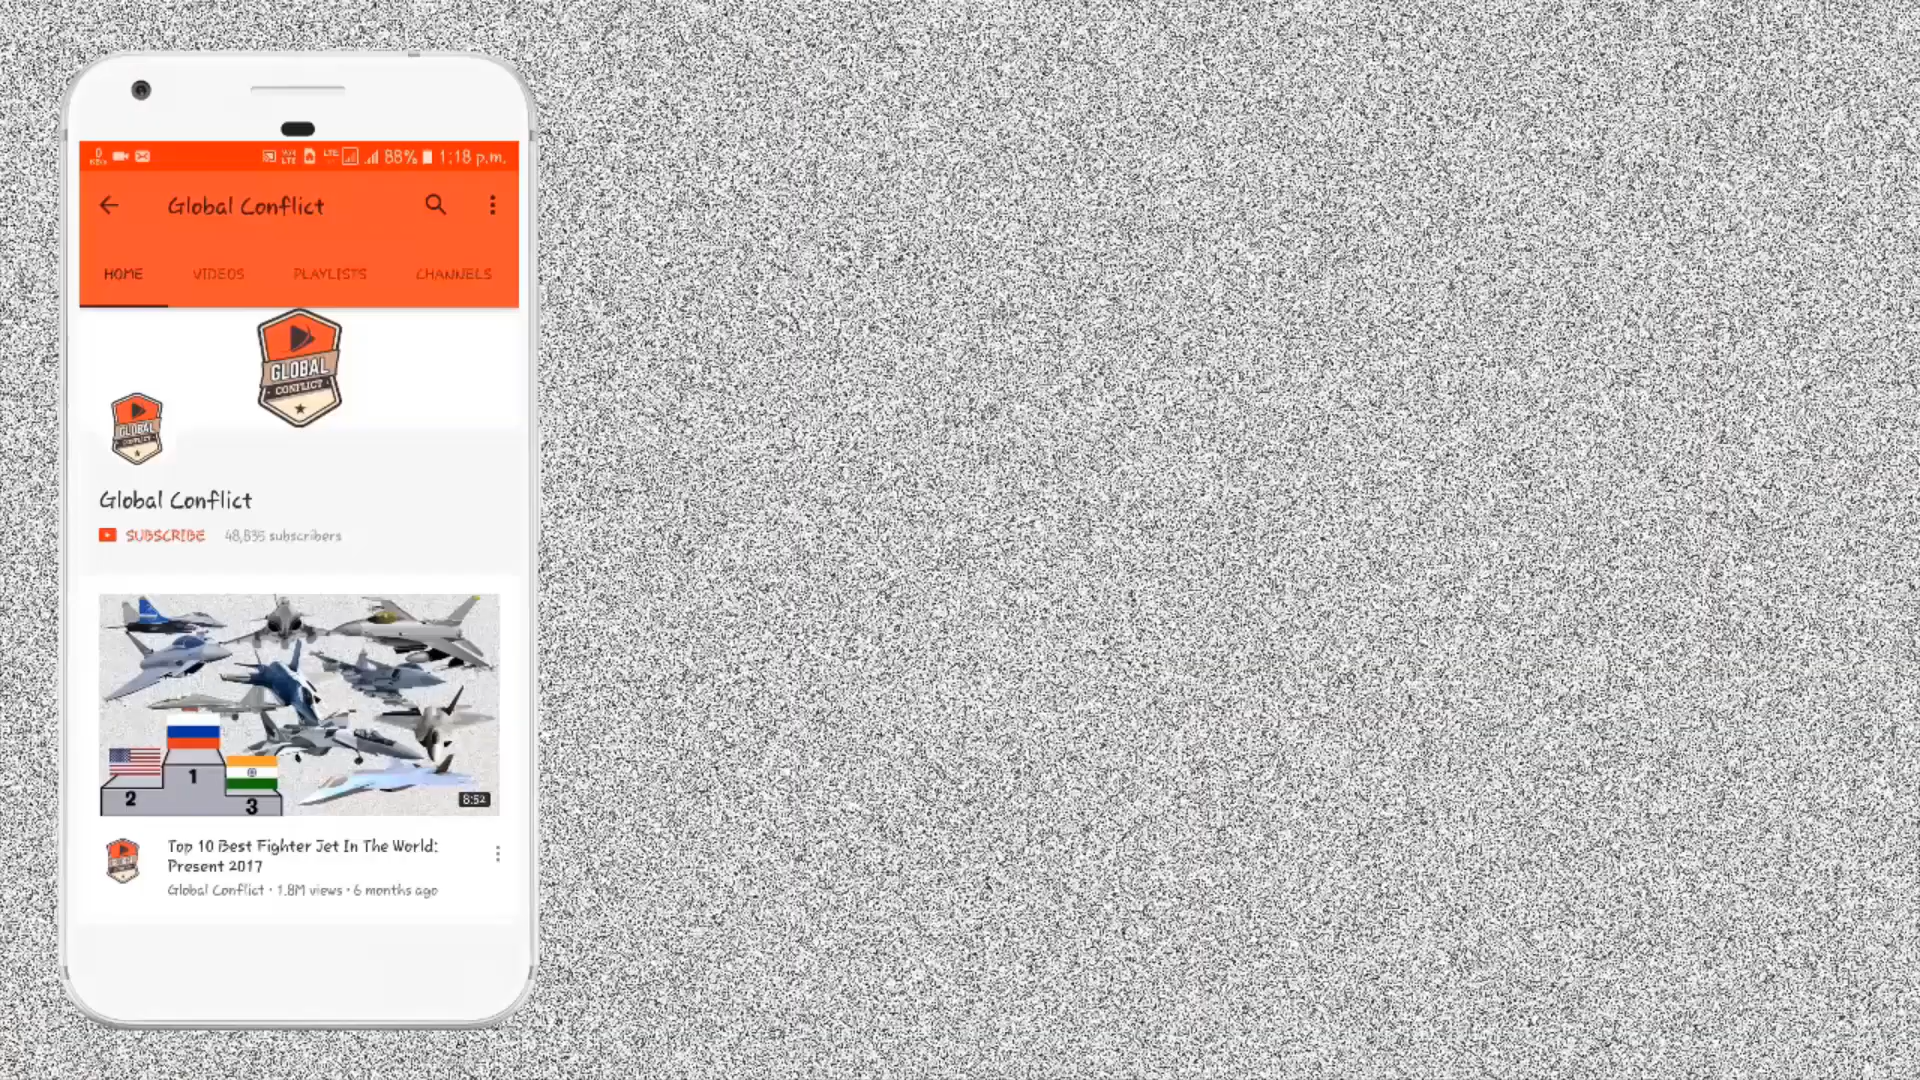 88% 1:18 p.m.
Global Conflict
HOME VIDEOS PLAYLISTS CHANNELS
GLOBAL
CONFLICT
GLOBAL
CONFLICT
Global Conflict
SUBSCRIBE 48,835 subscribers
1
2
3
8:52
Top 10 Best Fighter Jet In The World:
Present 2017
Global Conflict · 1.8M views · 6 months ago